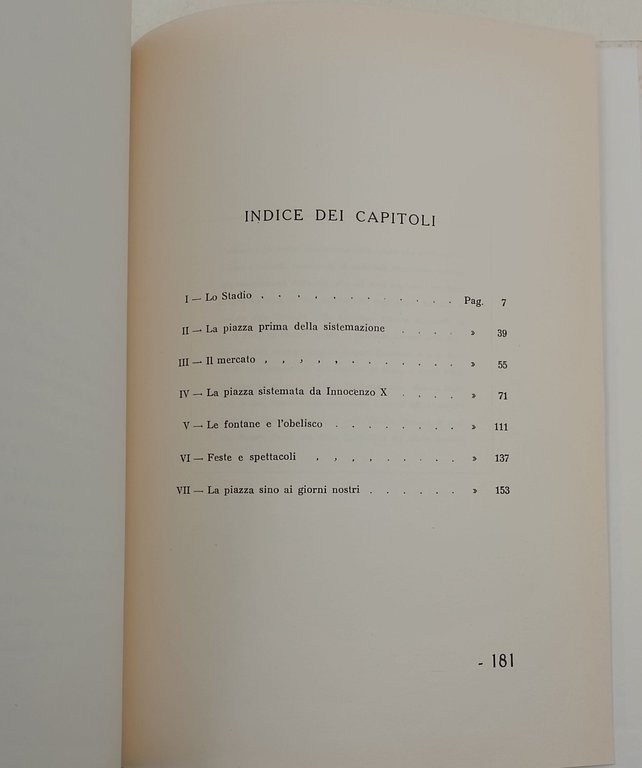 INDICE DEI CAPITOLI
I — Lo Stadio . . . , . . . . . . . . Pag. 7
II — La piazza prima della sistemazione . . . . » 39
III — Il mercato , , , , , . . . . . . . » 55
IV — La piazza sistemata da Innocenzo X . . . . » 71
V — Le fontane e l'obelisco . . . . . . . . » 111
VI — Feste e spettacoli , , , , . . . . . » 137
VII — La piazza sino ai giorni nostri . . . . . . » 153
- 181